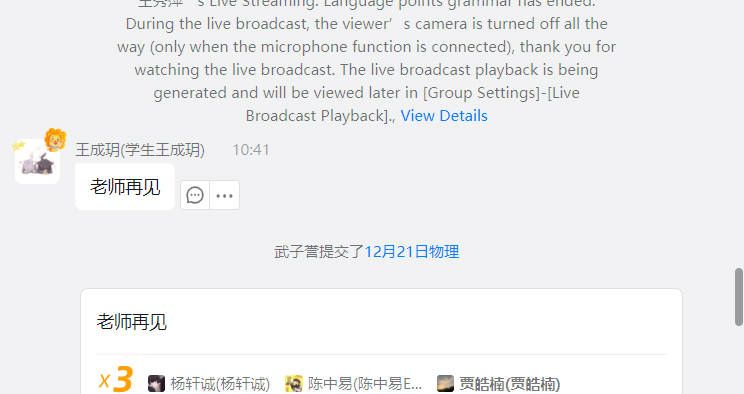 王秀萍's Live Streaming: Language points grammar has ended.
During the live broadcast, the viewer's camera is turned off all the
way (only when the microphone function is connected), thank you for
watching the live broadcast. The live broadcast playback is being
generated and will be viewed later in [Group Settings]-[Live
Broadcast Playback]., View Details
王成玥(学生王成玥) 10:41
老师再见
武子誉提交了12月21日物理
老师再见
x3 杨轩诚(杨轩诚) 陈中易(陈中易E... 贾皓楠(贾皓楠)